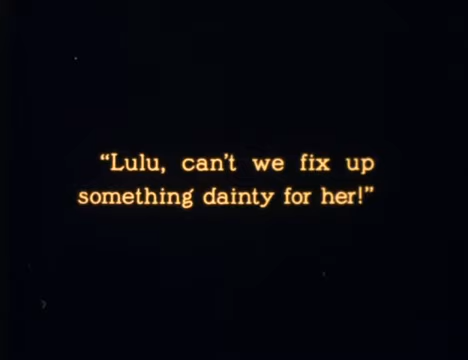 “Lulu, can't we fix up
something dainty for her!”